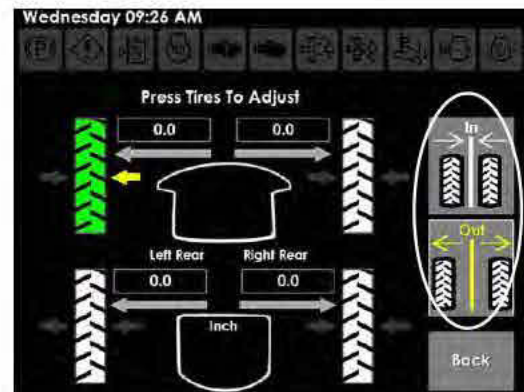 Wednesday 09:26 AM
Press Tires To Adjust
0.0 0.0
In
Out
Left Rear Right Rear
0.0 0.0
Inch
Back